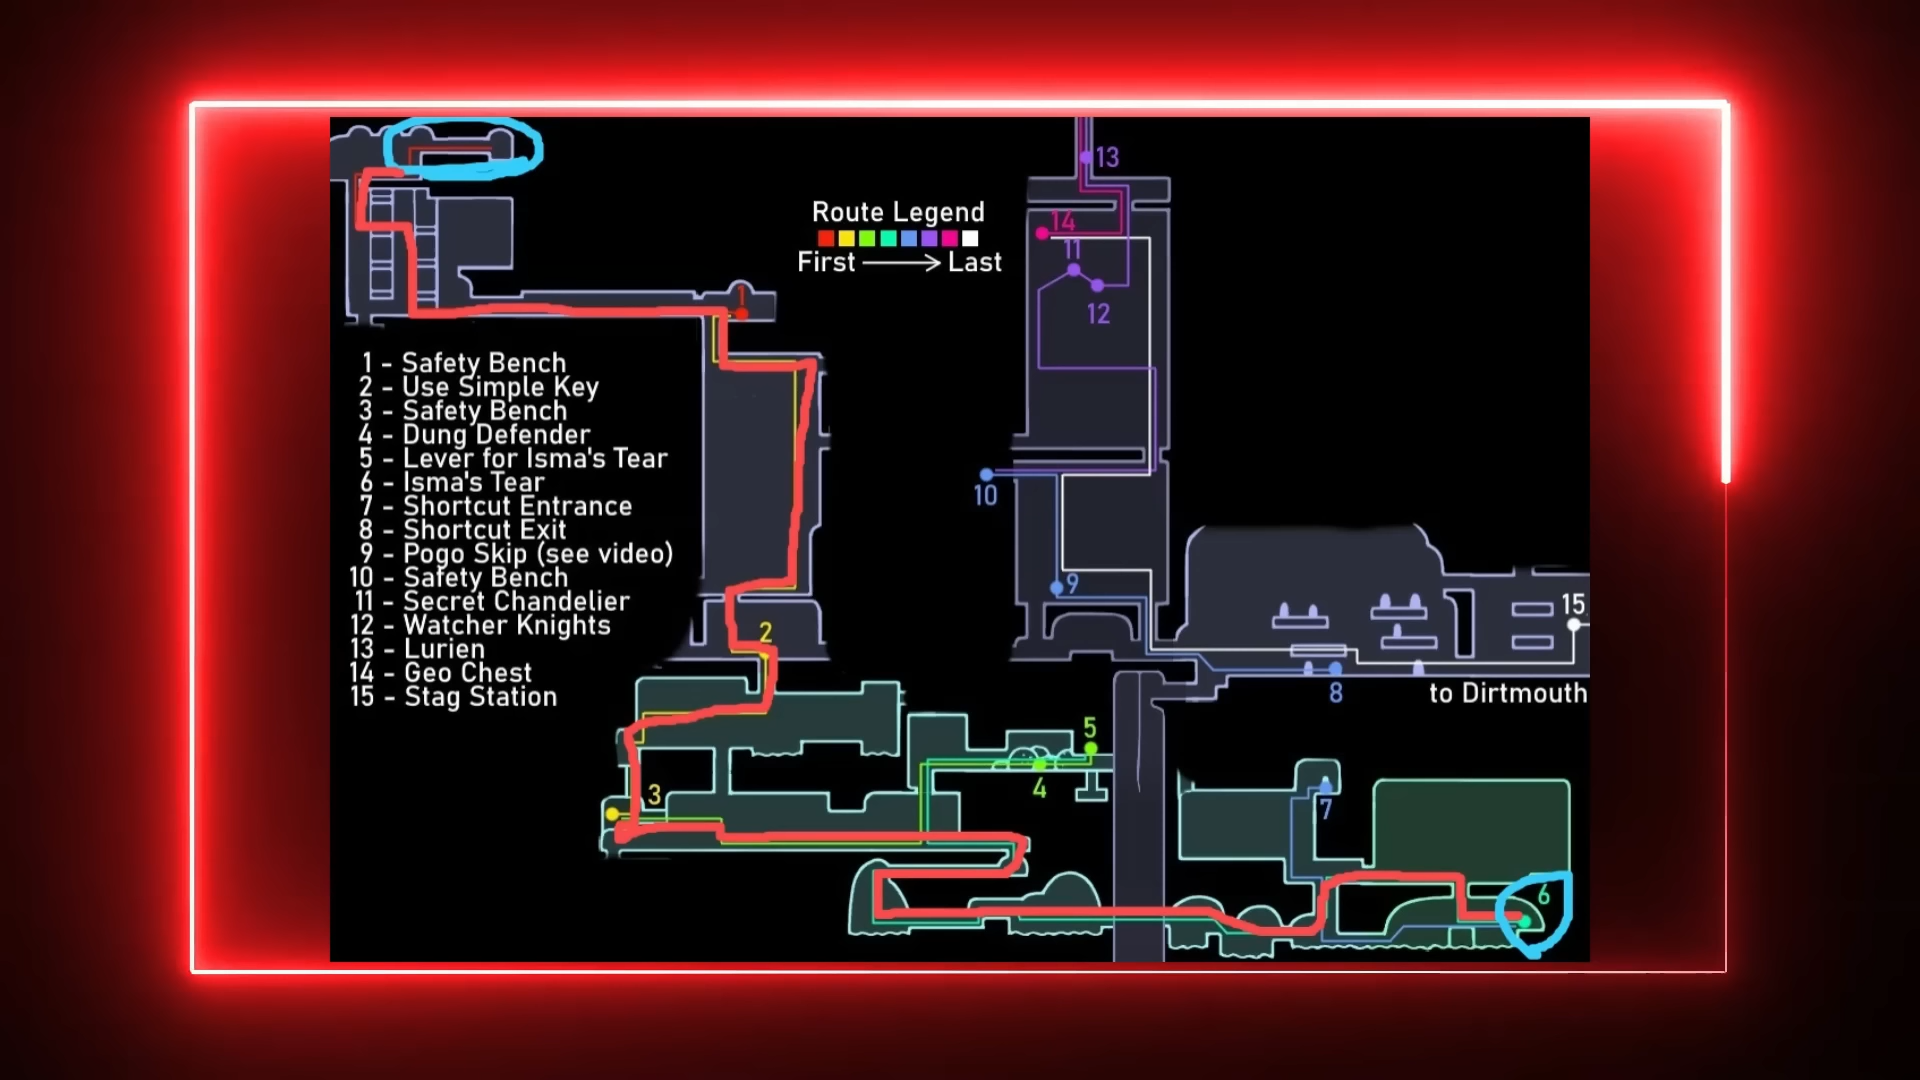 13
Route Legend
14
11
First
Last
1
12
1 - Safety Bench
2 - Use Simple Key
3 - Safety Bench
4 - Dung Defender
5 - Lever for Isma's Tear
6 - Isma's Tear
7 - Shortcut Entrance
8 - Shortcut Exit
9 - Pogo Skip (see video)
10 - Safety Bench
11 - Secret Chandelier
12 - Watcher Knights
13 - Lurien
14 - Geo Chest
15 - Stag Station
10
9
15
2
8
to Dirtmouth
5
3
4
7
6